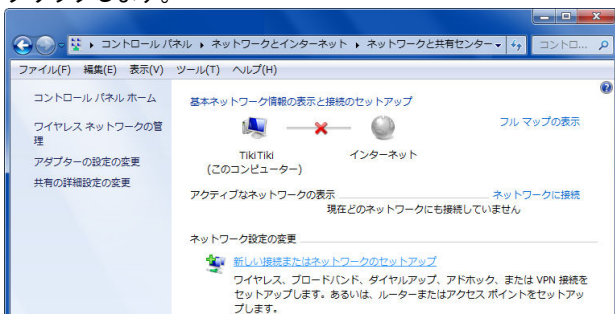 クリックします。
コントロール パネル ▸ ネットワークとインターネット ▸ ネットワークと共有センター
コントロ...
ファイル(F) 編集(E) 表示(V) ツール(T) ヘルプ(H)
コントロール パネル ホーム
ワイヤレス ネットワークの管
理
アダプターの設定の変更
共有の詳細設定の変更
基本ネットワーク情報の表示と接続のセットアップ
フル マップの表示
TikiTiki
(このコンピューター)
インターネット
アクティブなネットワークの表示
ネットワークに接続
現在どのネットワークにも接続していません
ネットワーク設定の変更
新しい接続またはネットワークのセットアップ
ワイヤレス、ブロードバンド、ダイヤルアップ、アドホック、または VPN 接続を
セットアップします。あるいは、ルーターまたはアクセス ポイントをセットアッ
プします。